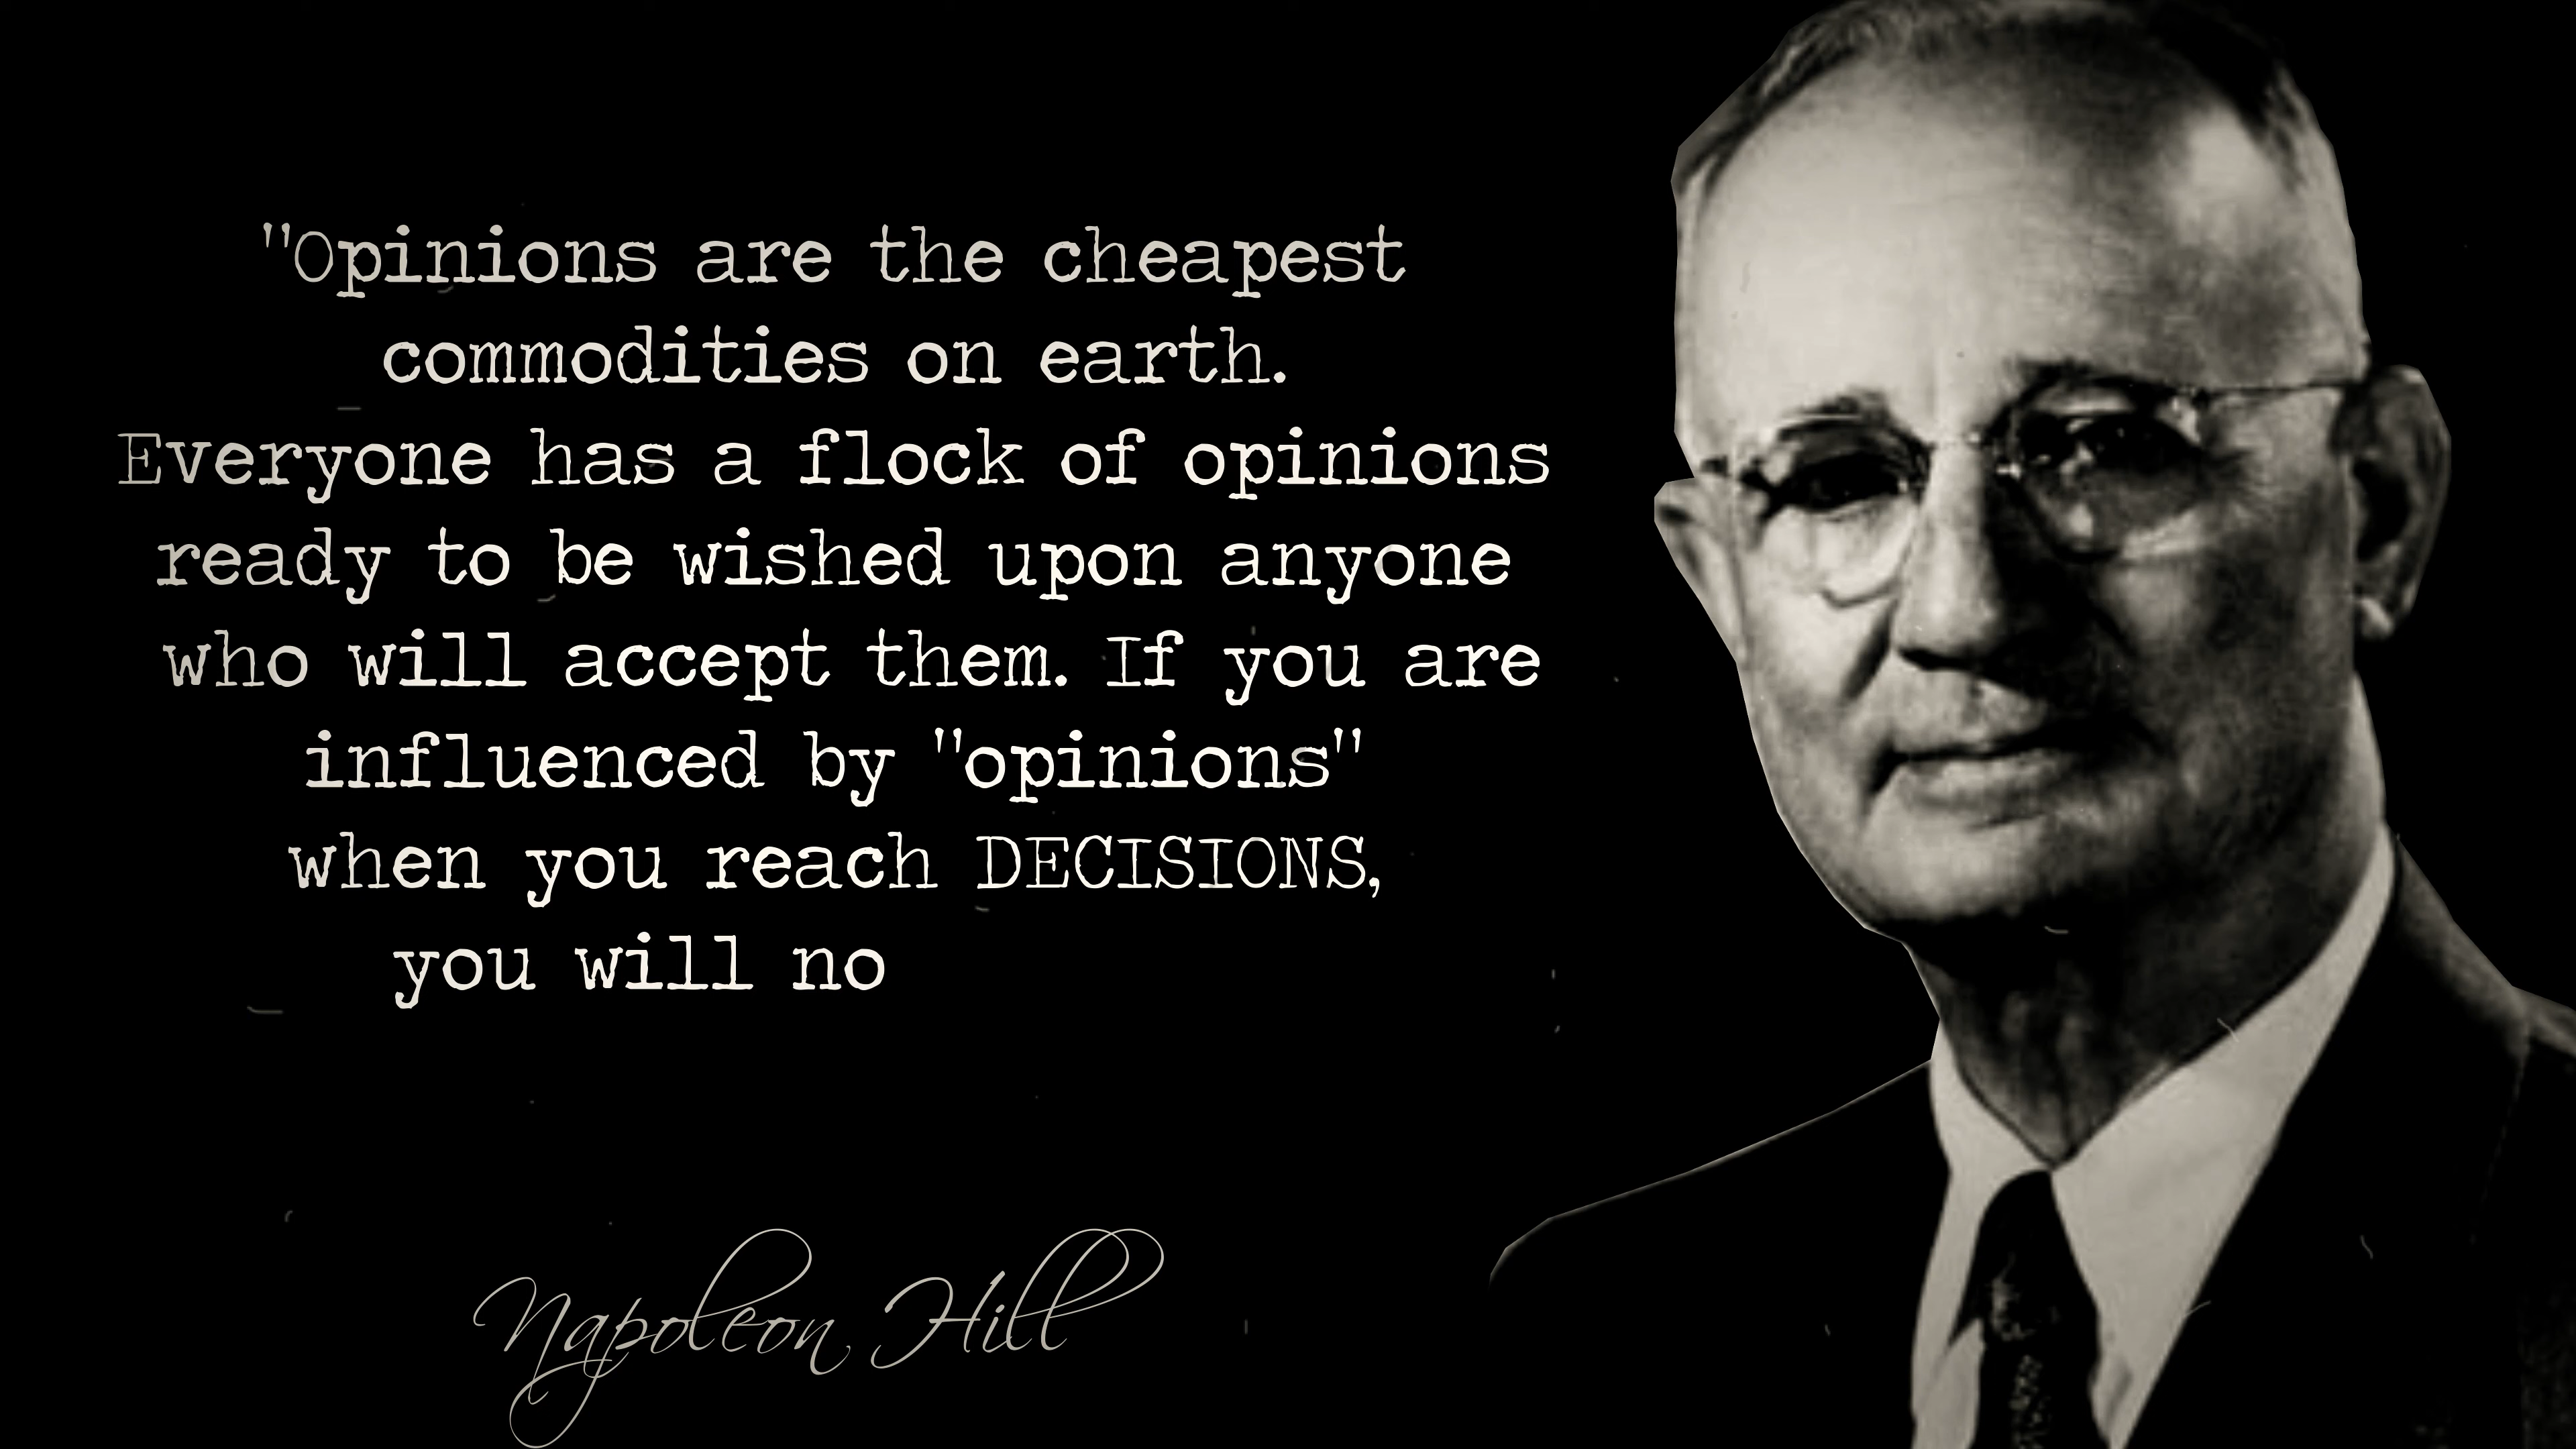 "Opinions are the cheapest
commodities on earth.
Everyone has a flock of opinions
ready to be wished upon anyone
who will accept them. If you are
influenced by "opinions"
when you reach DECISIONS,
you will no
Napoleon Hill